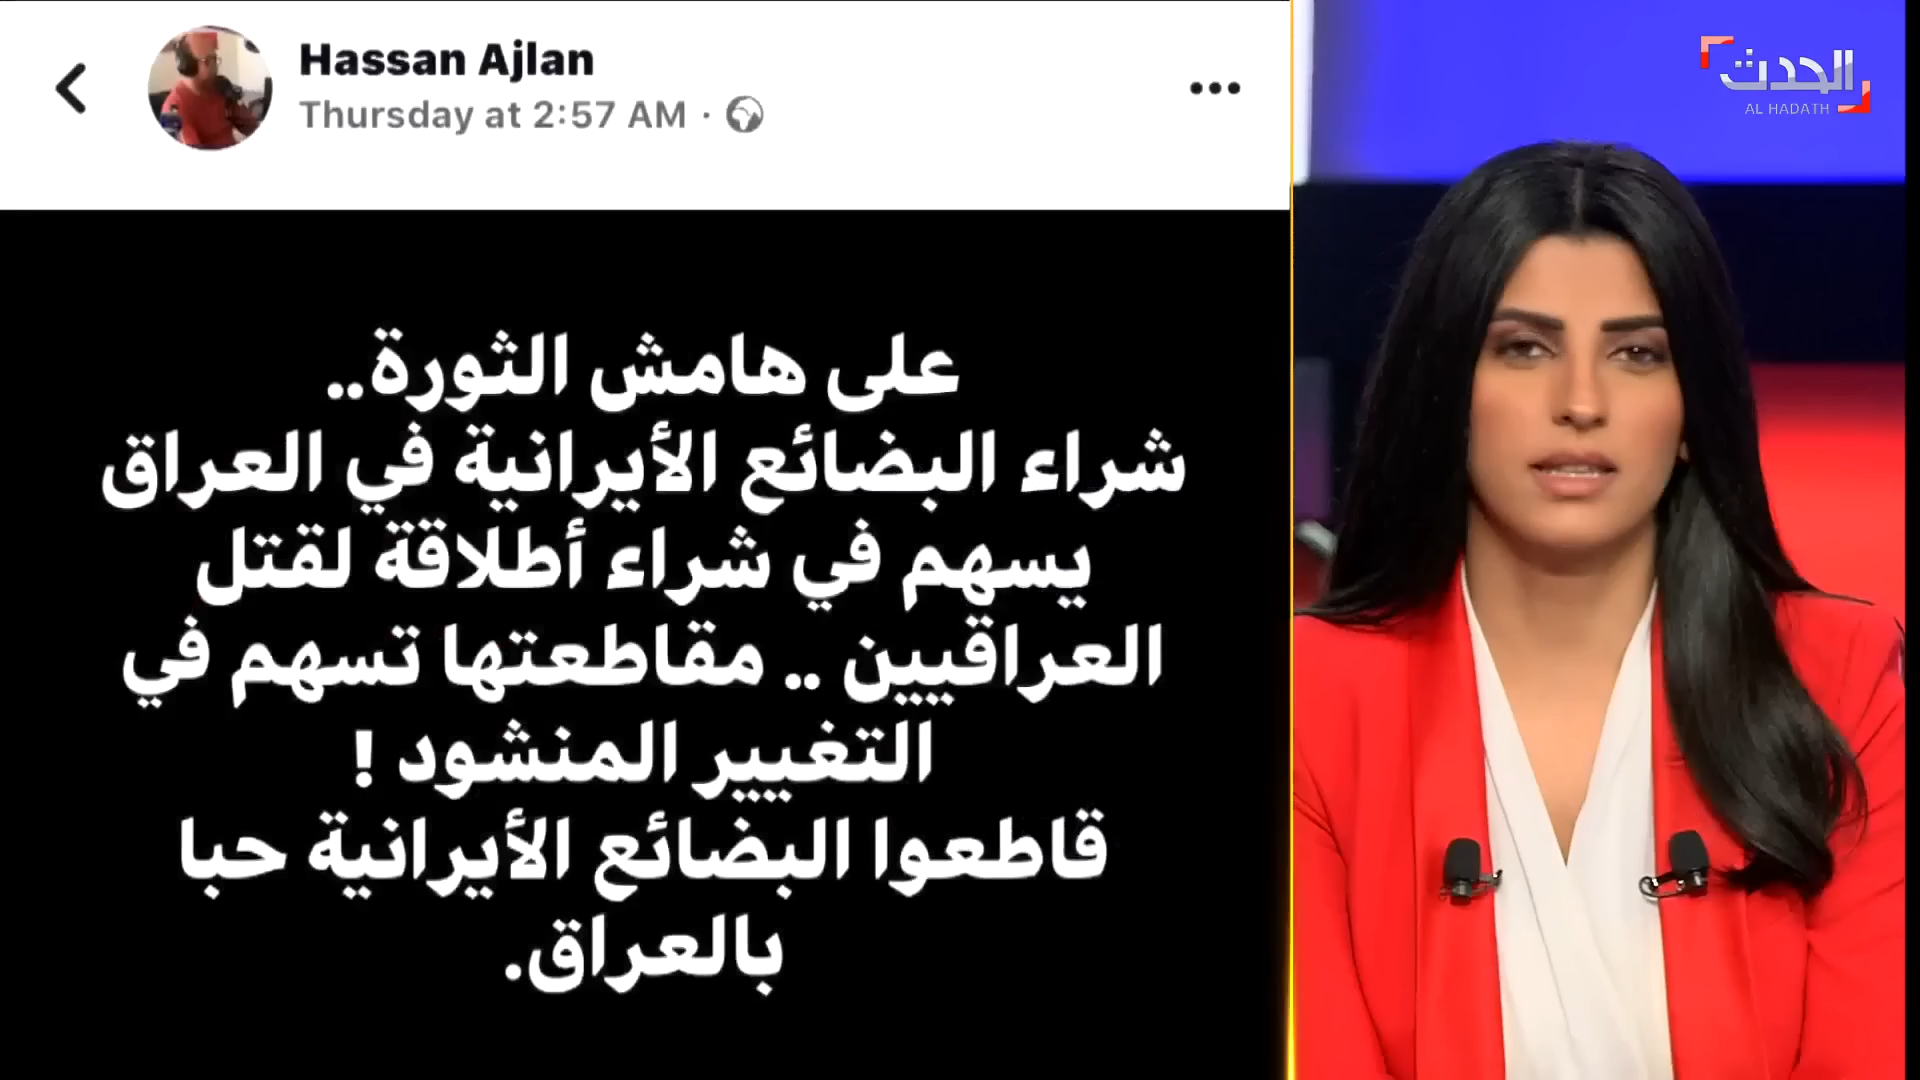 Hassan Ajlan
Thursday at 2:57 AM ·
على هامش الثورة..
شراء البضائع الأيرانية في العراق
يسهم في شراء أطلاقة لقتل
العراقيين .. مقاطعتها تسهم في
التغيير المنشود !
قاطعوا البضائع الأيرانية حبا
بالعراق.
الحدث
AL HADATH